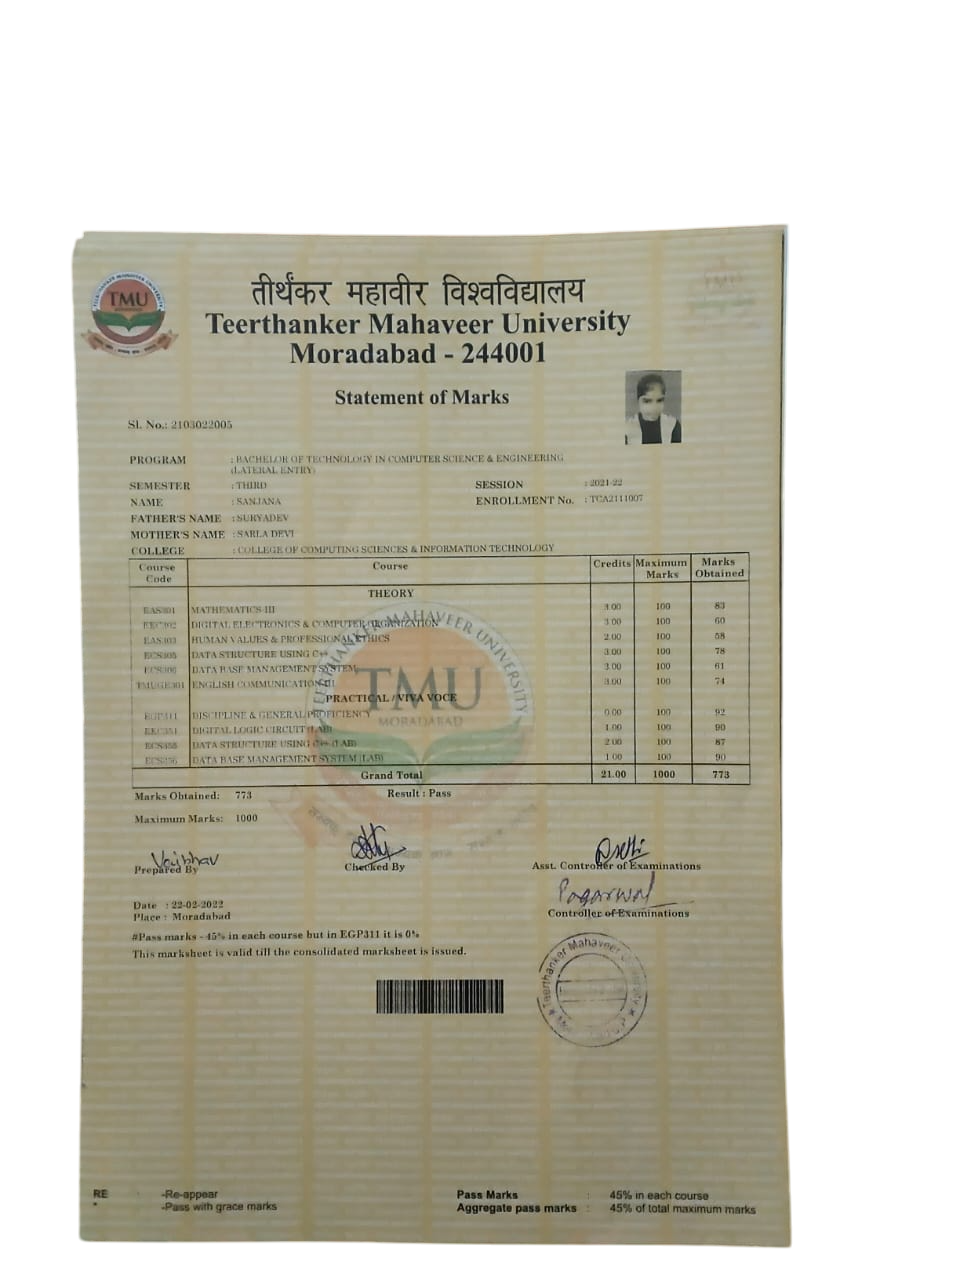 TMU
तीर्थंकर महावीर विश्वविद्यालय
Teerthanker Mahaveer University
Moradabad - 244001
Statement of Marks
Sl. No.: 2103022005
PROGRAM : BACHELOR OF TECHNOLOGY IN COMPUTER SCIENCE & ENGINEERING
(LATERAL ENTRY)
SEMESTER : THIRD SESSION : 2021-22
NAME : SANJANA ENROLLMENT No. : TCA2111007
FATHER'S NAME : SURYADEV
MOTHER'S NAME : SARLA DEVI
COLLEGE : COLLEGE OF COMPUTING SCIENCES & INFORMATION TECHNOLOGY
Course Code Course Credits Maximum Marks Marks Obtained
THEORY
EAS301 MATHEMATICS-III 3.00 100 83
EEC302 DIGITAL ELECTRONICS & COMPUTER ORGANIZATION 3.00 100 60
EAS303 HUMAN VALUES & PROFESSIONAL ETHICS 2.00 100 58
ECS305 DATA STRUCTURE USING C++ 3.00 100 78
ECS306 DATA BASE MANAGEMENT SYSTEM 3.00 100 61
TMUGE301 ENGLISH COMMUNICATION-III 3.00 100 74
PRACTICAL / VIVA VOCE
EGP311 DISCIPLINE & GENERAL PROFICIENCY 0.00 100 92
EEC351 DIGITAL LOGIC CIRCUIT (LAB) 1.00 100 90
ECS355 DATA STRUCTURE USING C++ (LAB) 2.00 100 87
ECS356 DATA BASE MANAGEMENT SYSTEM (LAB) 1.00 100 90
Grand Total 21.00 1000 773
Marks Obtained: 773 Result : Pass
Maximum Marks: 1000
TEERTHANKER MAHAVEER UNIVERSITY
TMU
MORADABAD
Vaibhav
Prepared By Checked By Asst. Controller of Examinations
Pagarwal
Controller of Examinations
Date : 22-02-2022
Place : Moradabad
#Pass marks - 45% in each course but in EGP311 it is 0%
This marksheet is valid till the consolidated marksheet is issued.
Teerthanker Mahaveer University
RE : -Re-appear Pass Marks : 45% in each course
* -Pass with grace marks Aggregate pass marks : 45% of total maximum marks